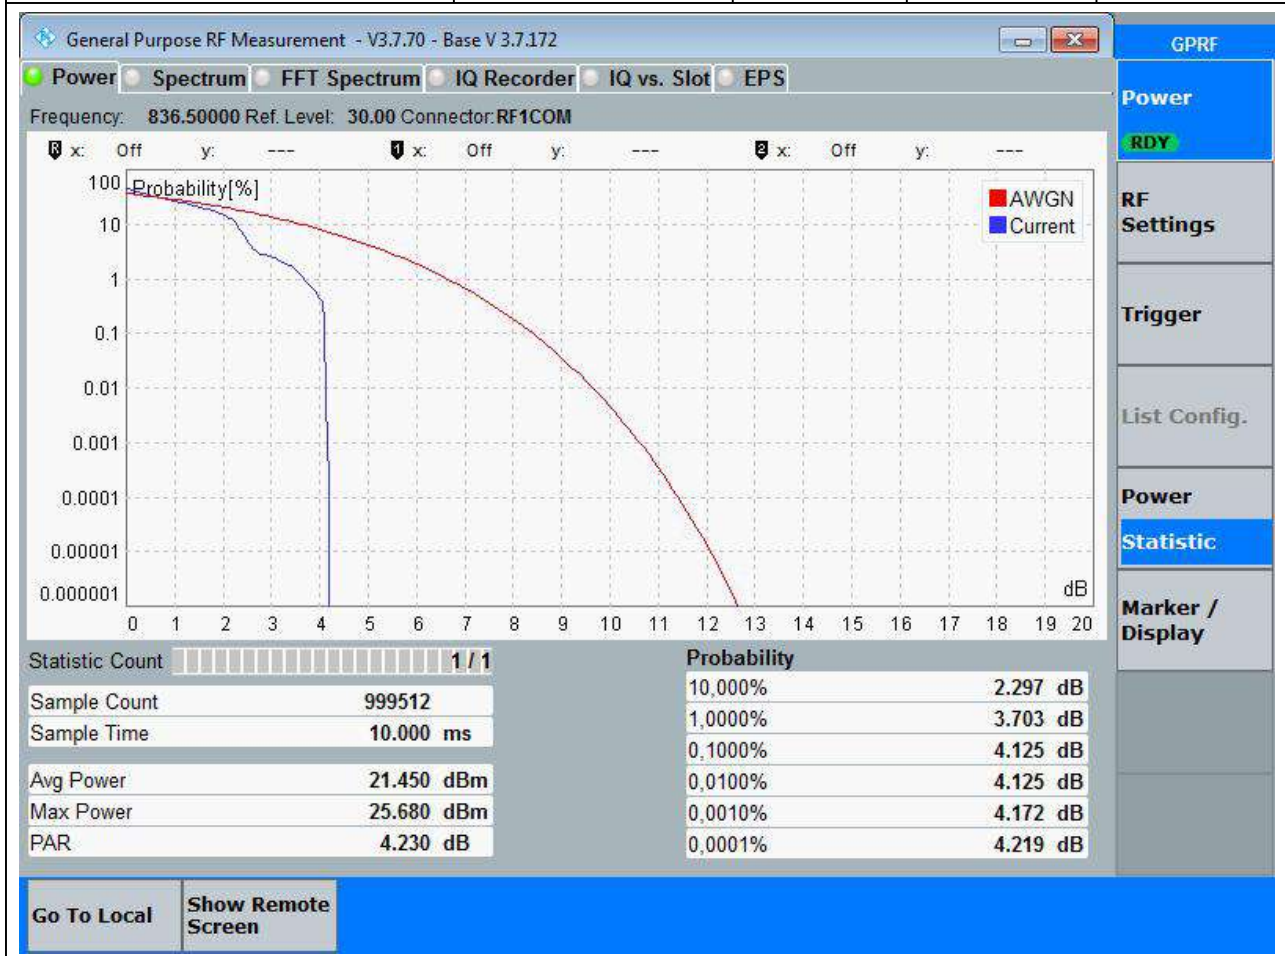 General Purpose RF Measurement - V3.7.70 - Base V 3.7.172
GPRF
Power Spectrum FFT Spectrum IQ Recorder IQ vs. Slot EPS
Power
RDY
Frequency: 836.50000 Ref. Level: 30.00 Connector: RF1COM
R x: Off y: --- 1 x: Off y: --- 2 x: Off y: ---
Probability[%]
AWGN
Current
100
10
1
0.1
0.01
0.001
0.0001
0.00001
0.000001
dB
0 1 2 3 4 5 6 7 8 9 10 11 12 13 14 15 16 17 18 19 20
RF
Settings
Trigger
List Config.
Power
Statistic
Marker /
Display
Statistic Count 1 / 1
Sample Count 999512
Sample Time 10.000 ms
Avg Power 21.450 dBm
Max Power 25.680 dBm
PAR 4.230 dB
Probability
10,000% 2.297 dB
1,0000% 3.703 dB
0,1000% 4.125 dB
0,0100% 4.125 dB
0,0010% 4.172 dB
0,0001% 4.219 dB
Go To Local
Show Remote
Screen